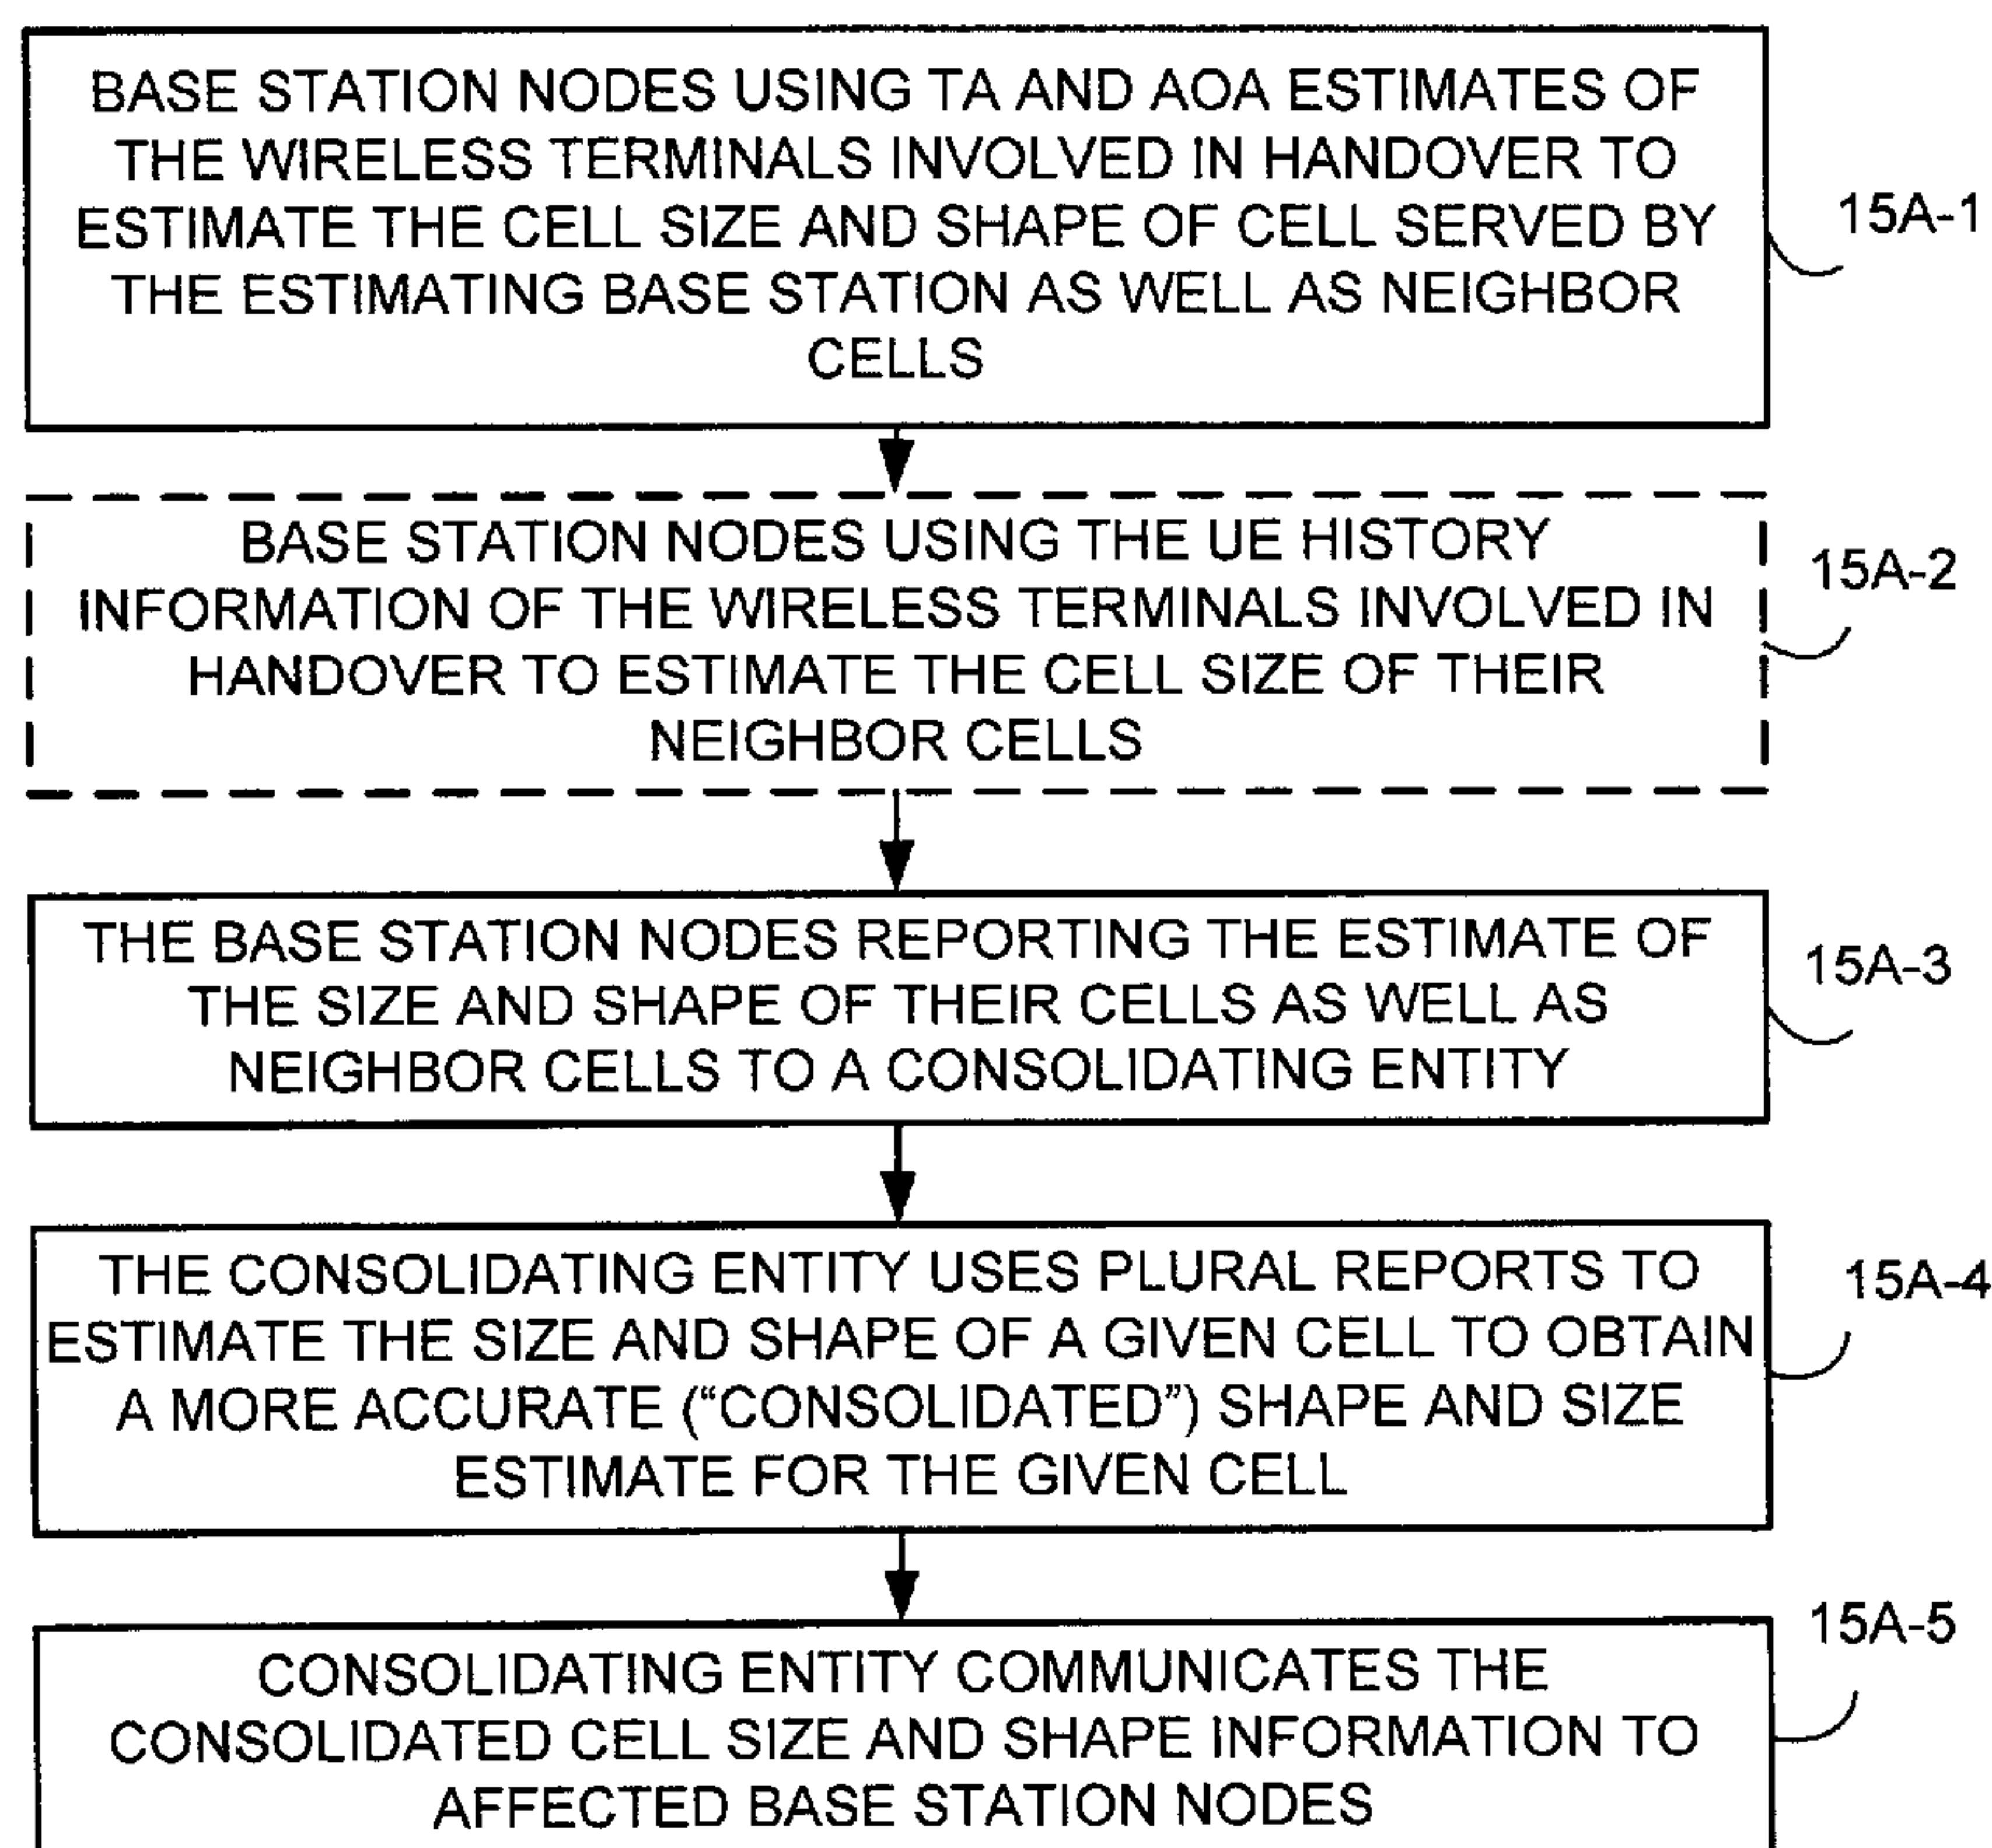 BASE STATION NODES USING TA AND AOA ESTIMATES OF
THE WIRELESS TERMINALS INVOLVED IN HANDOVER TO
ESTIMATE THE CELL SIZE AND SHAPE OF CELL SERVED BY
THE ESTIMATING BASE STATION AS WELL AS NEIGHBOR
CELLS
15A-1
BASE STATION NODES USING THE UE HISTORY
INFORMATION OF THE WIRELESS TERMINALS INVOLVED IN
HANDOVER TO ESTIMATE THE CELL SIZE OF THEIR
NEIGHBOR CELLS
15A-2
THE BASE STATION NODES REPORTING THE ESTIMATE OF
THE SIZE AND SHAPE OF THEIR CELLS AS WELL AS
NEIGHBOR CELLS TO A CONSOLIDATING ENTITY
15A-3
THE CONSOLIDATING ENTITY USES PLURAL REPORTS TO
ESTIMATE THE SIZE AND SHAPE OF A GIVEN CELL TO OBTAIN
A MORE ACCURATE (“CONSOLIDATED”) SHAPE AND SIZE
ESTIMATE FOR THE GIVEN CELL
15A-4
CONSOLIDATING ENTITY COMMUNICATES THE
CONSOLIDATED CELL SIZE AND SHAPE INFORMATION TO
AFFECTED BASE STATION NODES
15A-5